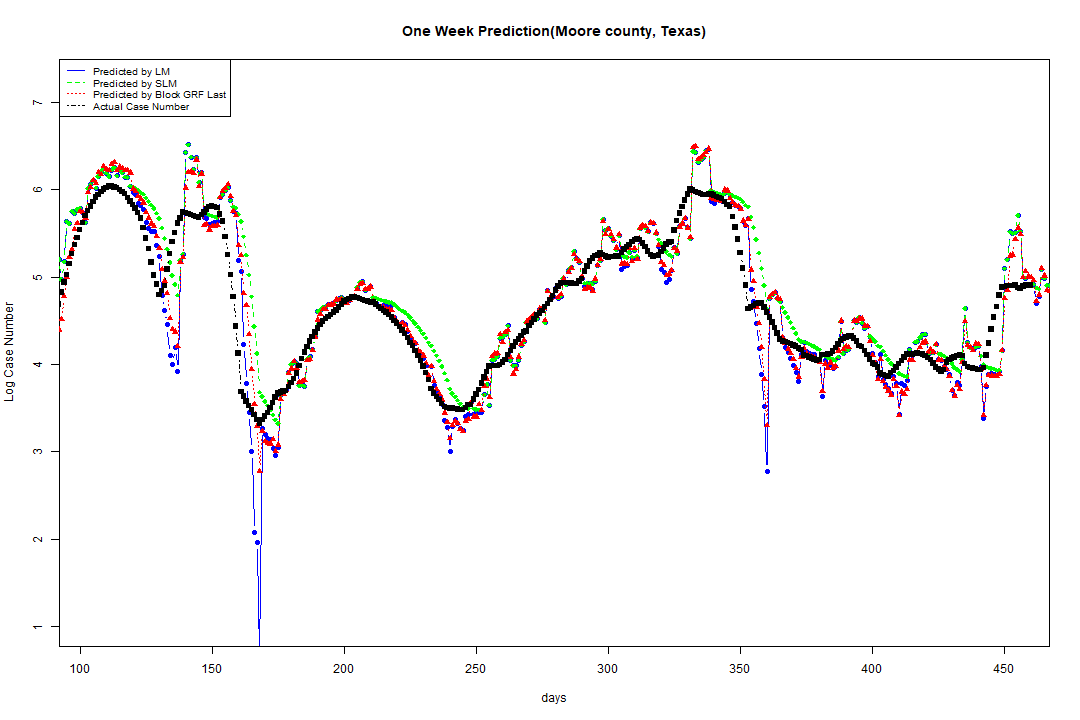 One Week Prediction(Moore county, Texas)
Predicted by LM
Predicted by SLM
Predicted by Block GRF Last
Actual Case Number
7
6
5
4
3
2
1
Log Case Number
100 150 200 250 300 350 400 450
days